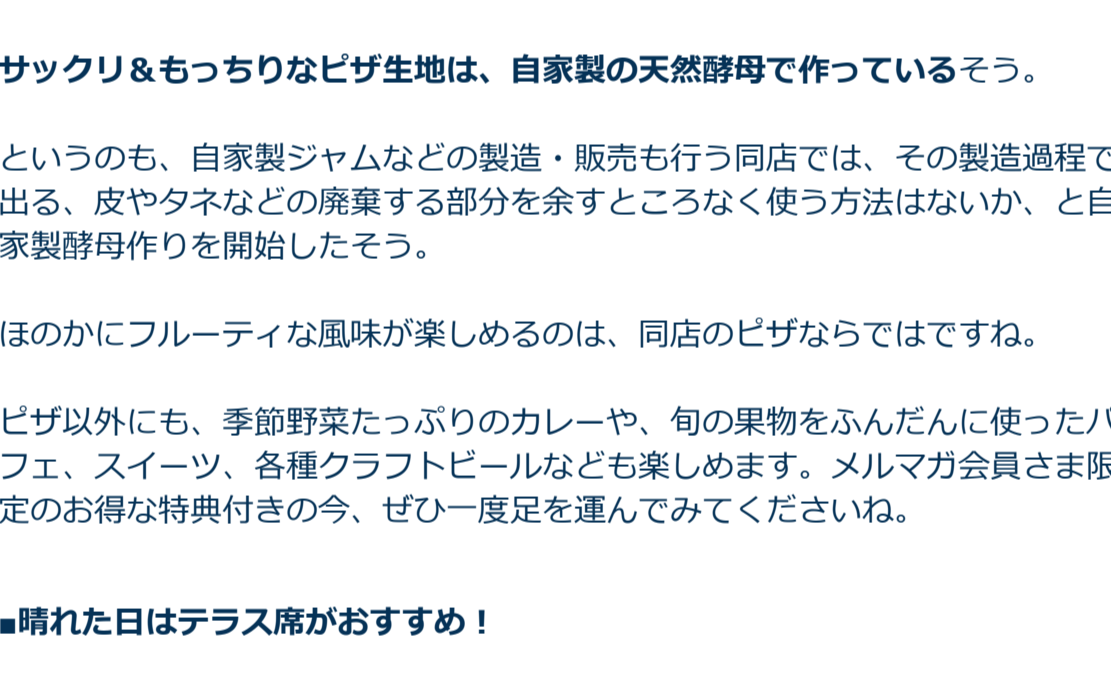 サックリ＆もっちりなピザ生地は、自家製の天然酵母で作っているそう。
というのも、自家製ジャムなどの製造・販売も行う同店では、その製造過程で
出る、皮やタネなどの廃棄する部分を余すところなく使う方法はないか、と自
家製酵母作りを開始したそう。
ほのかにフルーティな風味が楽しめるのは、同店のピザならではですね。
ピザ以外にも、季節野菜たっぷりのカレーや、旬の果物をふんだんに使ったパ
フェ、スイーツ、各種クラフトビールなども楽しめます。メルマガ会員さま限
定のお得な特典付きの今、ぜひ一度足を運んでみてくださいね。
■晴れた日はテラス席がおすすめ！